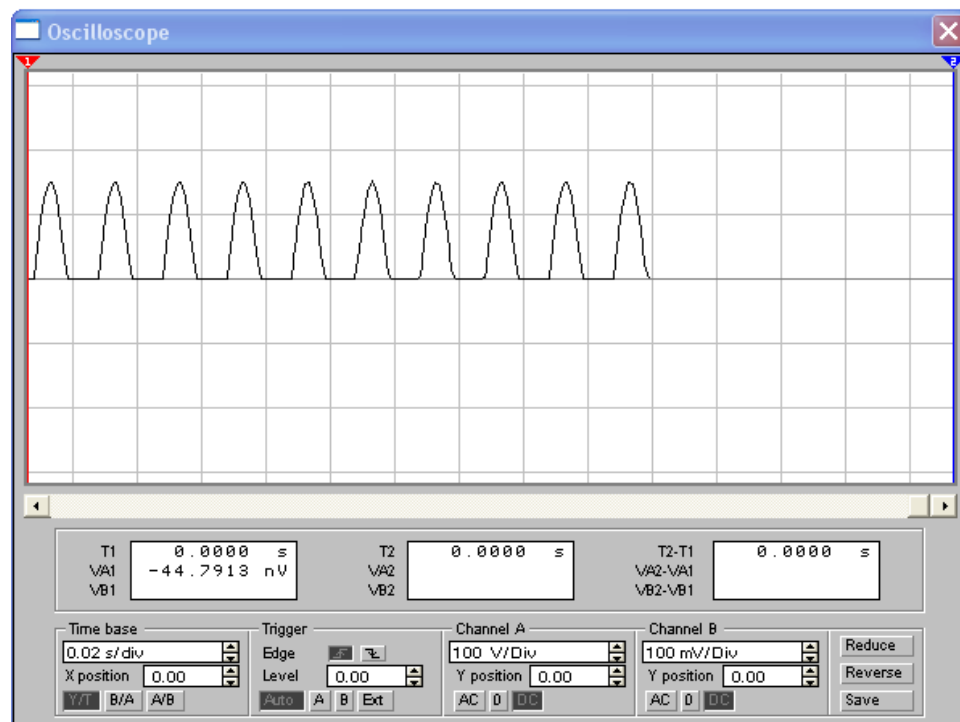 Oscilloscope
1 2
T1 0.0000 s T2 0.0000 s T2-T1 0.0000 s
VA1 -44.7913 nV VA2 VA2-VA1
VB1 VB2 VB2-VB1
Time base Trigger Channel A Channel B
0.02 s/div Edge 100 V/Div 100 mV/Div Reduce
X position 0.00 Level 0.00 Y position 0.00 Y position 0.00 Reverse
Y/T B/A A/B Auto A B Ext AC 0 DC AC 0 DC Save